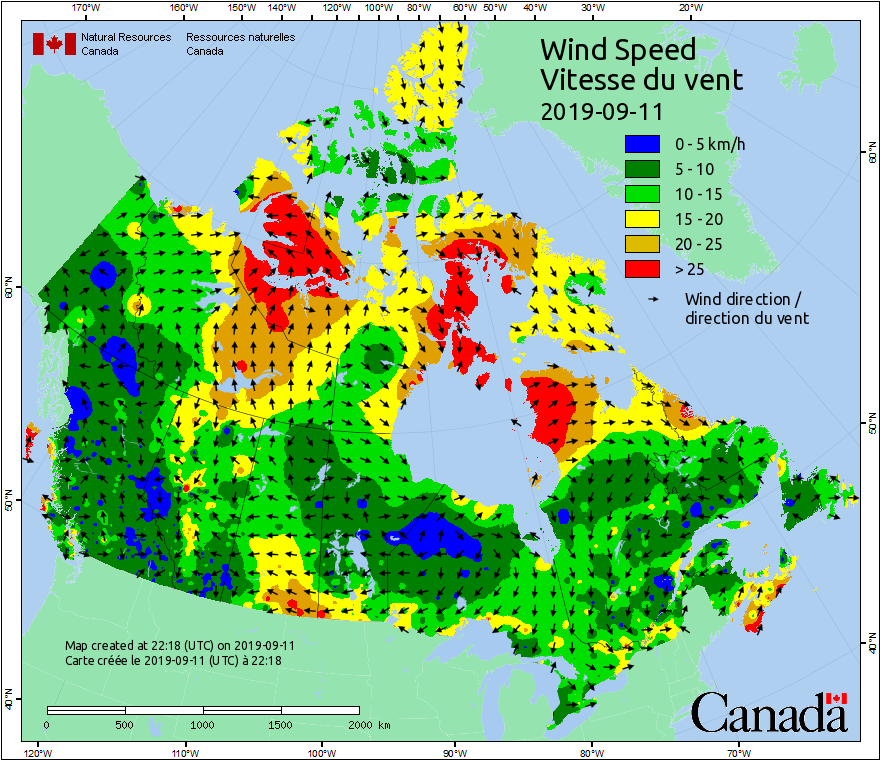 170°W 160°W 150°W 140°W 120°W 100°W 80°W 60°W 50°W 40°W 30°W 20°W
Natural Resources Ressources naturelles
Canada Canada
Wind Speed
Vitesse du vent
2019-09-11
0 - 5 km/h
5 - 10
10 - 15
15 - 20
20 - 25
> 25
Wind direction /
direction du vent
60°N
60°N
50°N
50°N
40°N
40°N
Map created at 22:18 (UTC) on 2019-09-11
Carte créée le 2019-09-11 (UTC) à 22:18
0 500 1000 1500 2000 km
Canada
120°W 110°W 100°W 90°W 80°W 70°W